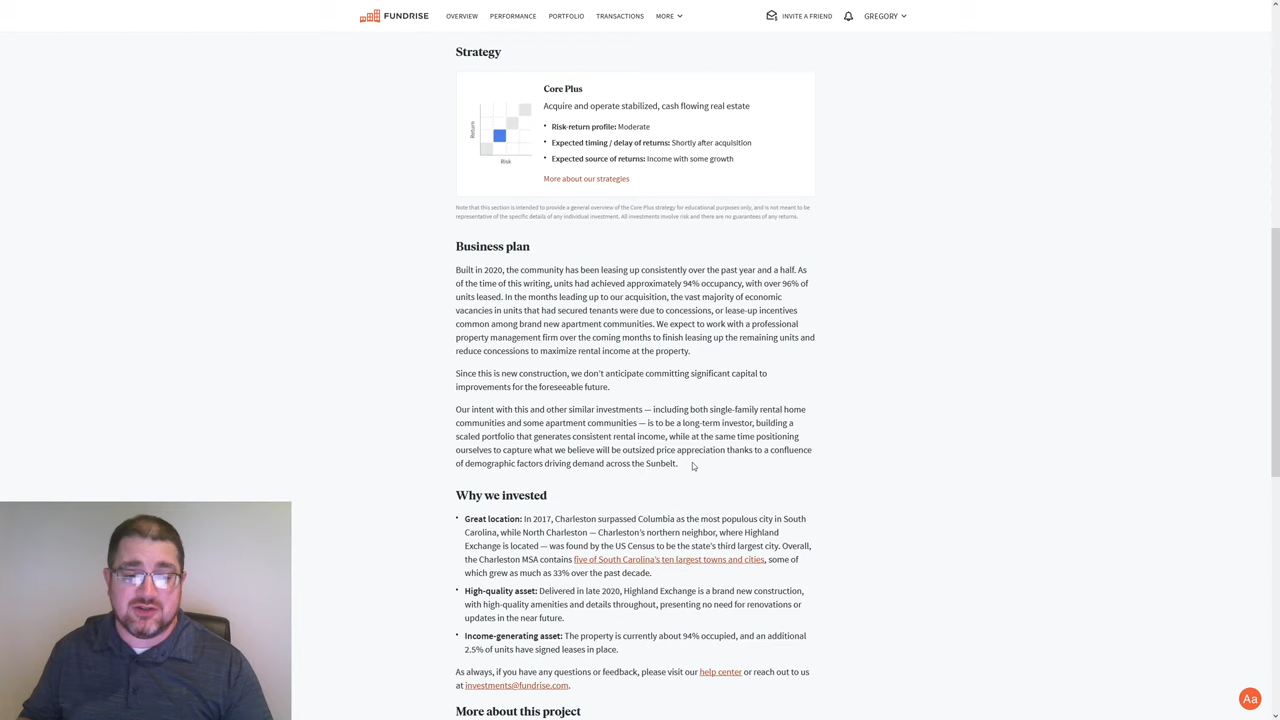 FUNDRISE OVERVIEW PERFORMANCE PORTFOLIO TRANSACTIONS MORE INVITE A FRIEND GREGORY
Strategy
Core Plus
Acquire and operate stabilized, cash flowing real estate
• Risk-return profile: Moderate
• Expected timing / delay of returns: Shortly after acquisition
• Expected source of returns: Income with some growth
Return
Risk
More about our strategies
Note that this section is intended to provide a general overview of the Core Plus strategy for educational purposes only, and is not meant to be
representative of the specific details of any individual investment. All investments involve risk and there are no guarantees of any returns.
Business plan
Built in 2020, the community has been leasing up consistently over the past year and a half. As
of the time of this writing, units had achieved approximately 94% occupancy, with over 96% of
units leased. In the months leading up to our acquisition, the vast majority of economic
vacancies in units that had secured tenants were due to concessions, or lease-up incentives
common among brand new apartment communities. We expect to work with a professional
property management firm over the coming months to finish leasing up the remaining units and
reduce concessions to maximize rental income at the property.
Since this is new construction, we don't anticipate committing significant capital to
improvements for the foreseeable future.
Our intent with this and other similar investments — including both single-family rental home
communities and some apartment communities — is to be a long-term investor, building a
scaled portfolio that generates consistent rental income, while at the same time positioning
ourselves to capture what we believe will be outsized price appreciation thanks to a confluence
of demographic factors driving demand across the Sunbelt.
Why we invested
• Great location: In 2017, Charleston surpassed Columbia as the most populous city in South
Carolina, while North Charleston — Charleston's northern neighbor, where Highland
Exchange is located — was found by the US Census to be the state's third largest city. Overall,
the Charleston MSA contains five of South Carolina's ten largest towns and cities, some of
which grew as much as 33% over the past decade.
• High-quality asset: Delivered in late 2020, Highland Exchange is a brand new construction,
with high-quality amenities and details throughout, presenting no need for renovations or
updates in the near future.
• Income-generating asset: The property is currently about 94% occupied, and an additional
2.5% of units have signed leases in place.
As always, if you have any questions or feedback, please visit our help center or reach out to us
at investments@fundrise.com.
More about this project
Aa